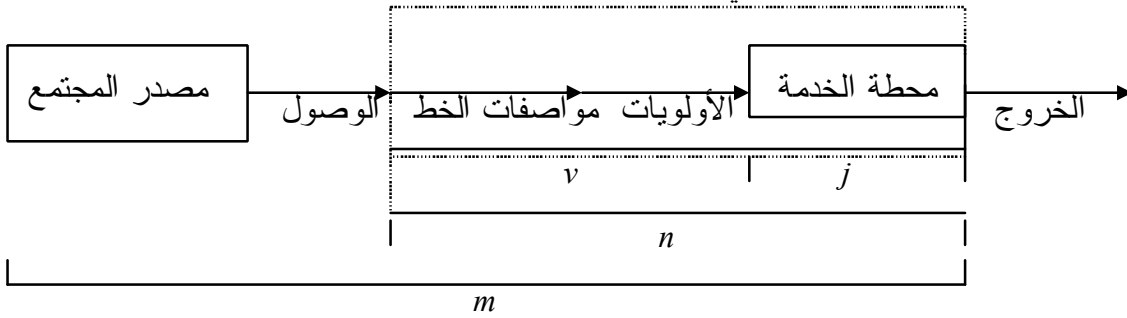 مصدر المجتمع
الوصول
مواصفات الخط
الأولويات
محطة الخدمة
الخروج
v
j
n
m